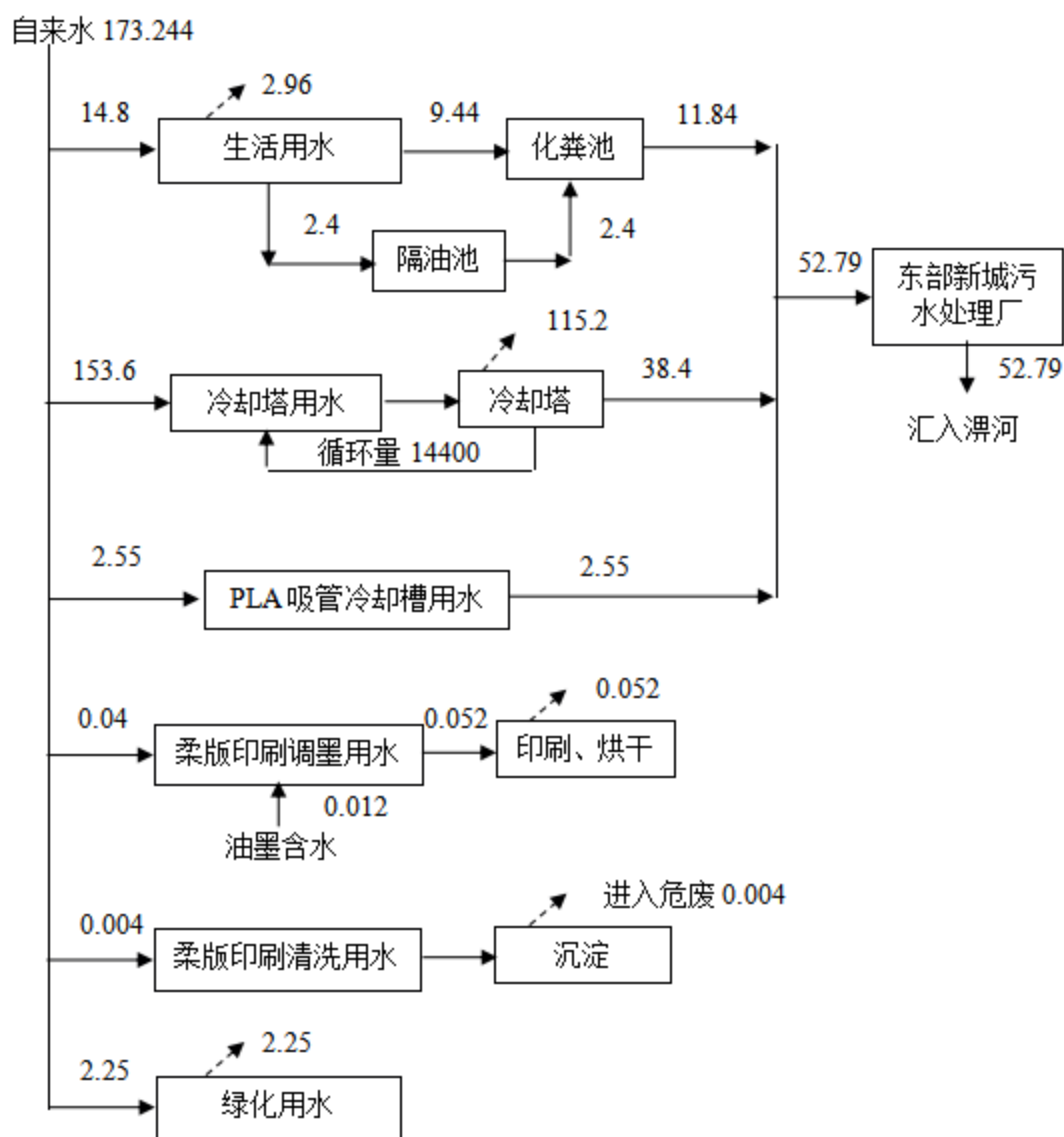 自来水 173.244
2.96
14.8
生活用水
9.44
化粪池
11.84
2.4
隔油池
2.4
52.79
东部新城污
水处理厂
52.79
汇入淠河
115.2
153.6
冷却塔用水
冷却塔
38.4
循环量 14400
2.55
PLA 吸管冷却槽用水
2.55
0.052
0.04
柔版印刷调墨用水
0.052
印刷、烘干
0.012
油墨含水
进入危废 0.004
0.004
柔版印刷清洗用水
沉淀
2.25
2.25
绿化用水